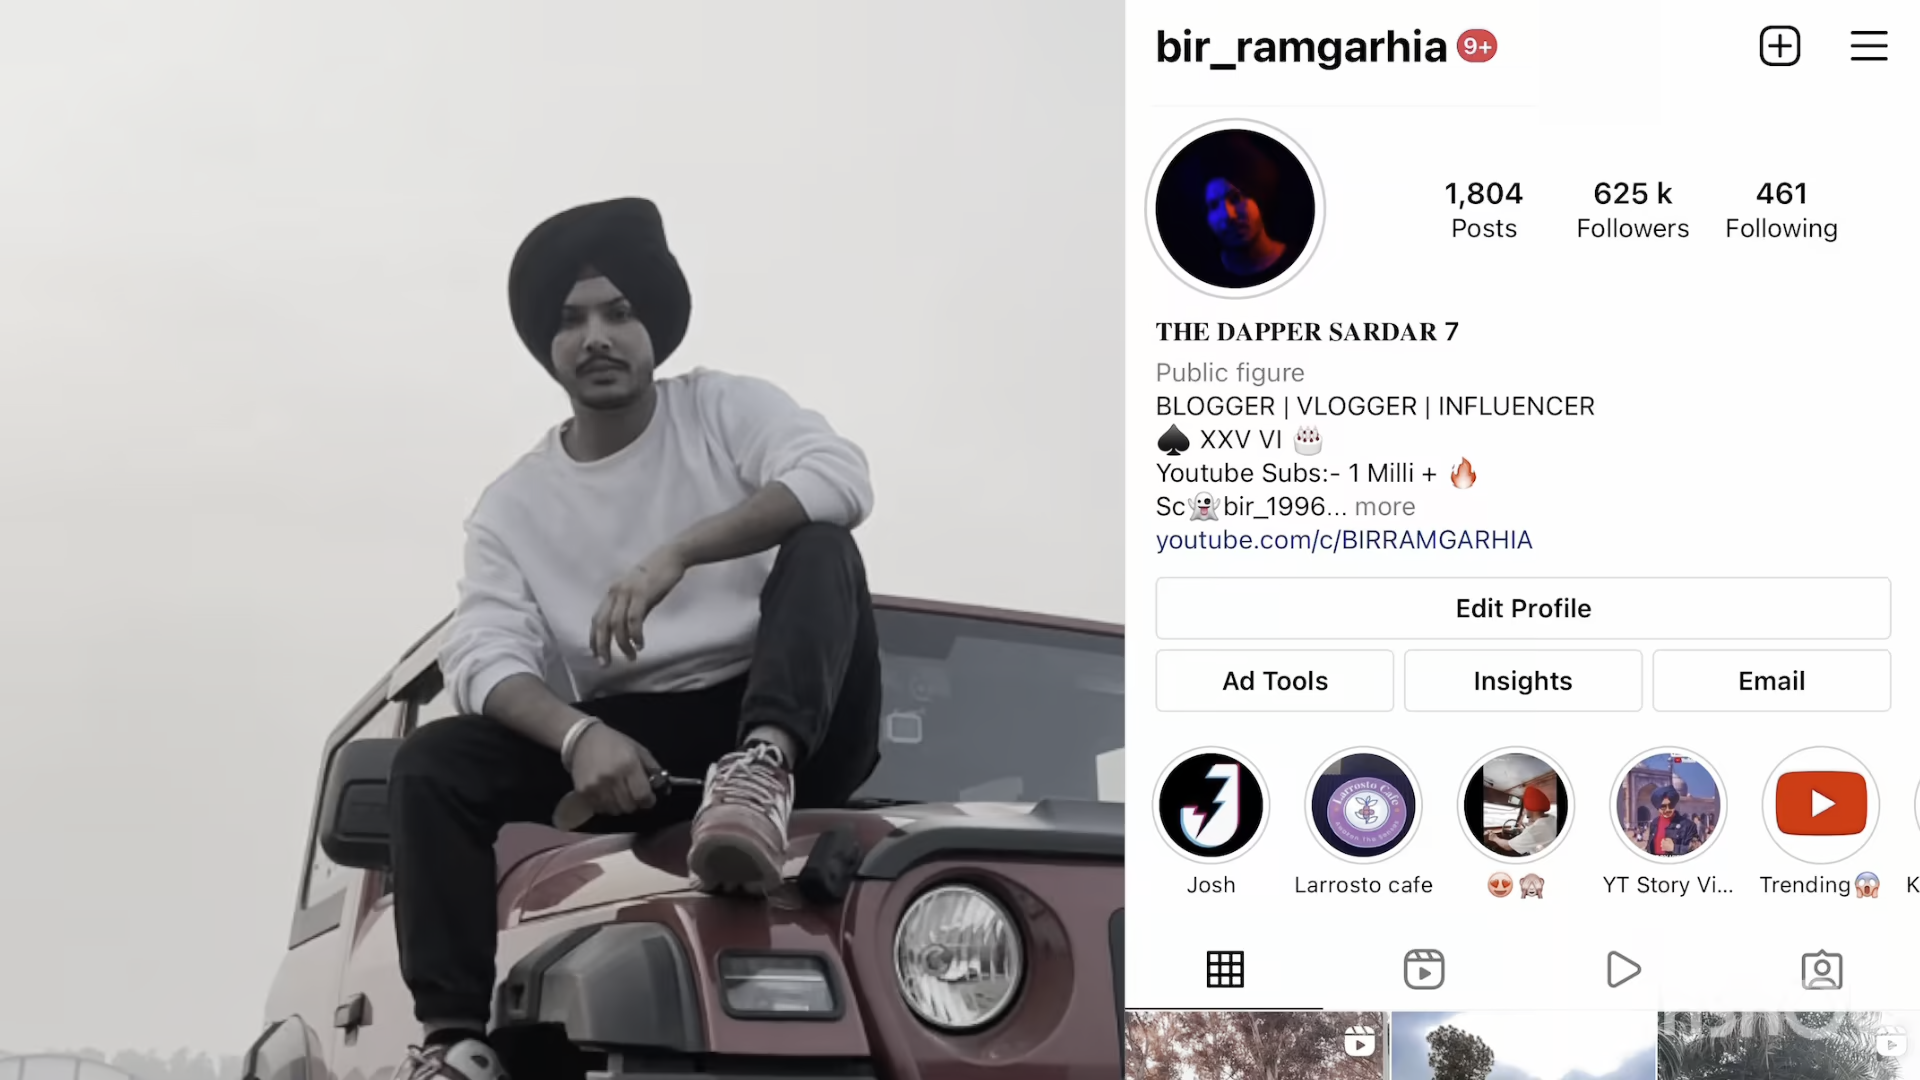 bir_ramgarhia 9+
1,804 625 k 461
Posts Followers Following
THE DAPPER SARDAR 7
Public figure
BLOGGER | VLOGGER | INFLUENCER
♠️ XXV VI 🎂
Youtube Subs:- 1 Milli + 🔥
Sc👻bir_1996... more
youtube.com/c/BIRRAMGARHIA
Edit Profile
Ad Tools Insights Email
Larrosto Cafe
Josh Larrosto cafe 😍🙈 YT Story Vi... Trending😱 K